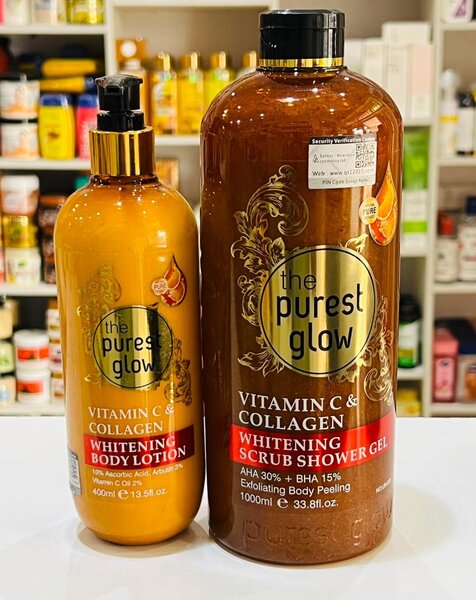 the
purest
glow
VITAMIN C &
COLLAGEN
WHITENING
BODY LOTION
10% Ascorbic Acid, Arbutin 3%
Vitamin C Oil 2%
400ml ℮ 13.5fl.oz.
Security Verification
PURE
the
purest
glow
VITAMIN C &
COLLAGEN
WHITENING
SCRUB SHOWER GEL
AHA 30% + BHA 15%
Exfoliating Body Peeling
1000ml ℮ 33.8fl.oz.
purest glow